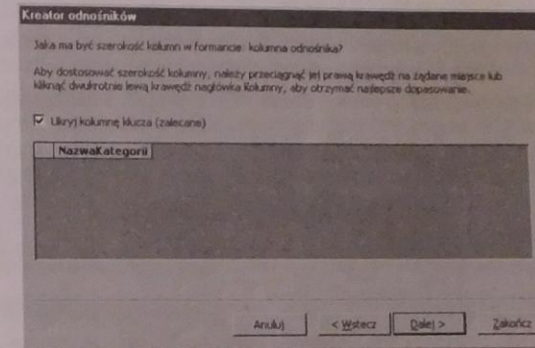 Kreator odnośników
Jaka ma być szerokość kolumn w formancie: kolumna odnośnika?
Aby dostosować szerokość kolumny, należy przeciągnąć jej prawą krawędź na żądane miejsce lub
kliknąć dwukrotnie lewą krawędź nagłówka Kolumny, aby otrzymać najlepsze dopasowanie.
Ukryj kolumnę klucza (zalecane)
NazwaKategorii
Anuluj < Wstecz Dalej > Zakończ